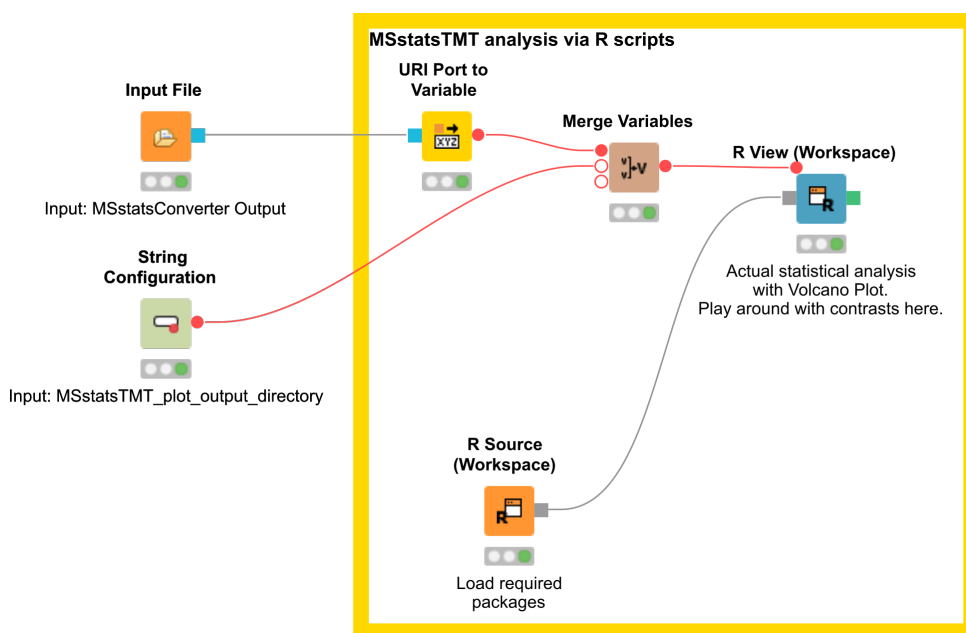 MSstatsTMT analysis via R scripts
Input File
Input: MSstatsConverter Output
URI Port to
Variable
XYZ
Merge Variables
v
v
V
R View (Workspace)
R
Actual statistical analysis
with Volcano Plot.
Play around with contrasts here.
String
Configuration
Input: MSstatsTMT_plot_output_directory
R Source
(Workspace)
R
Load required
packages